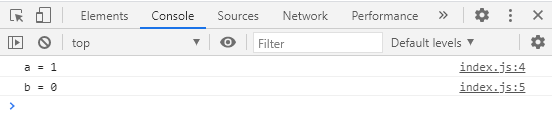 Elements Console Sources Network Performance »
top Filter Default levels
a = 1 index.js:4
b = 0 index.js:5
>